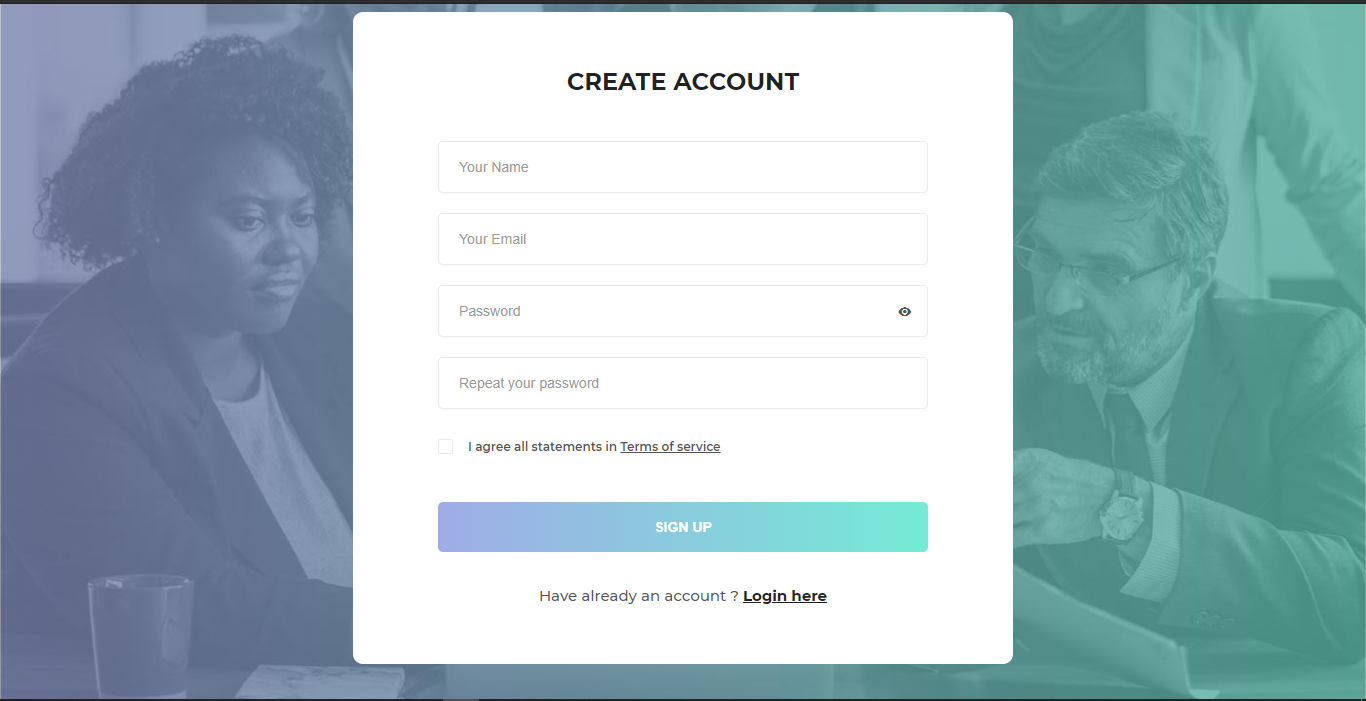 CREATE ACCOUNT
Your Name
Your Email
Password
Repeat your password
I agree all statements in Terms of service
SIGN UP
Have already an account ? Login here